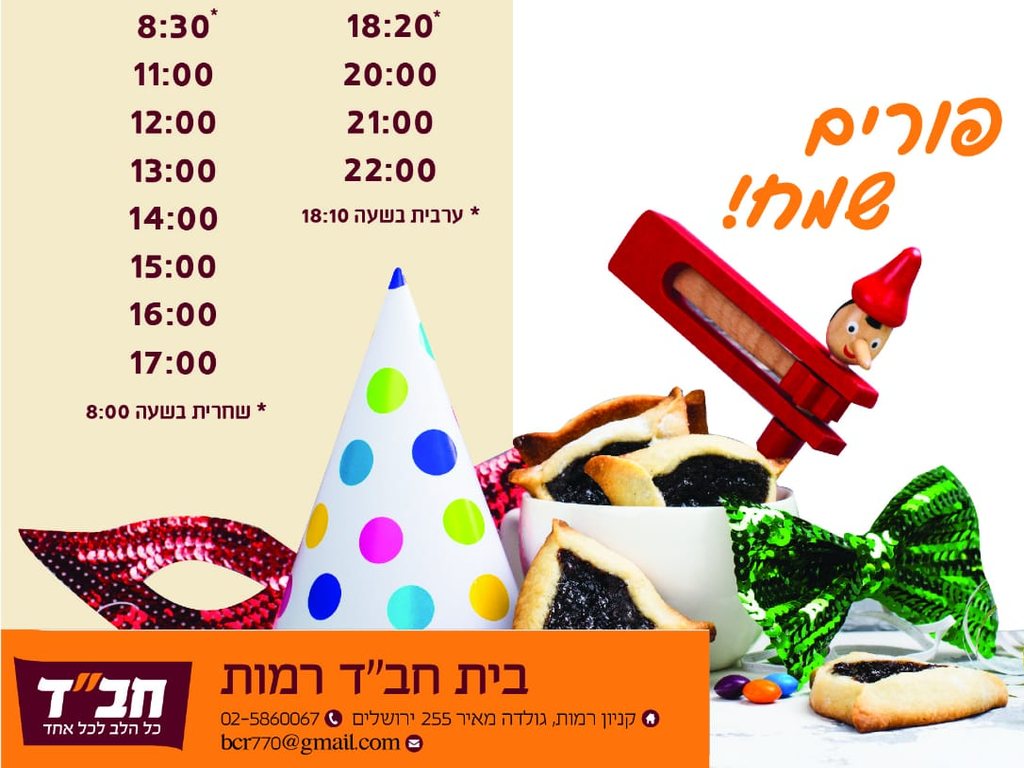 18:20*
20:00
21:00
22:00
* ערבית בשעה 18:10
8:30*
11:00
12:00
13:00
14:00
15:00
16:00
17:00
* שחרית בשעה 8:00
פורים
שמח!
בית חב"ד רמות
קניון רמות, גולדה מאיר 255 ירושלים 02-5860067
bcr770@gmail.com
חב"ד
כל הלב לכל אחד